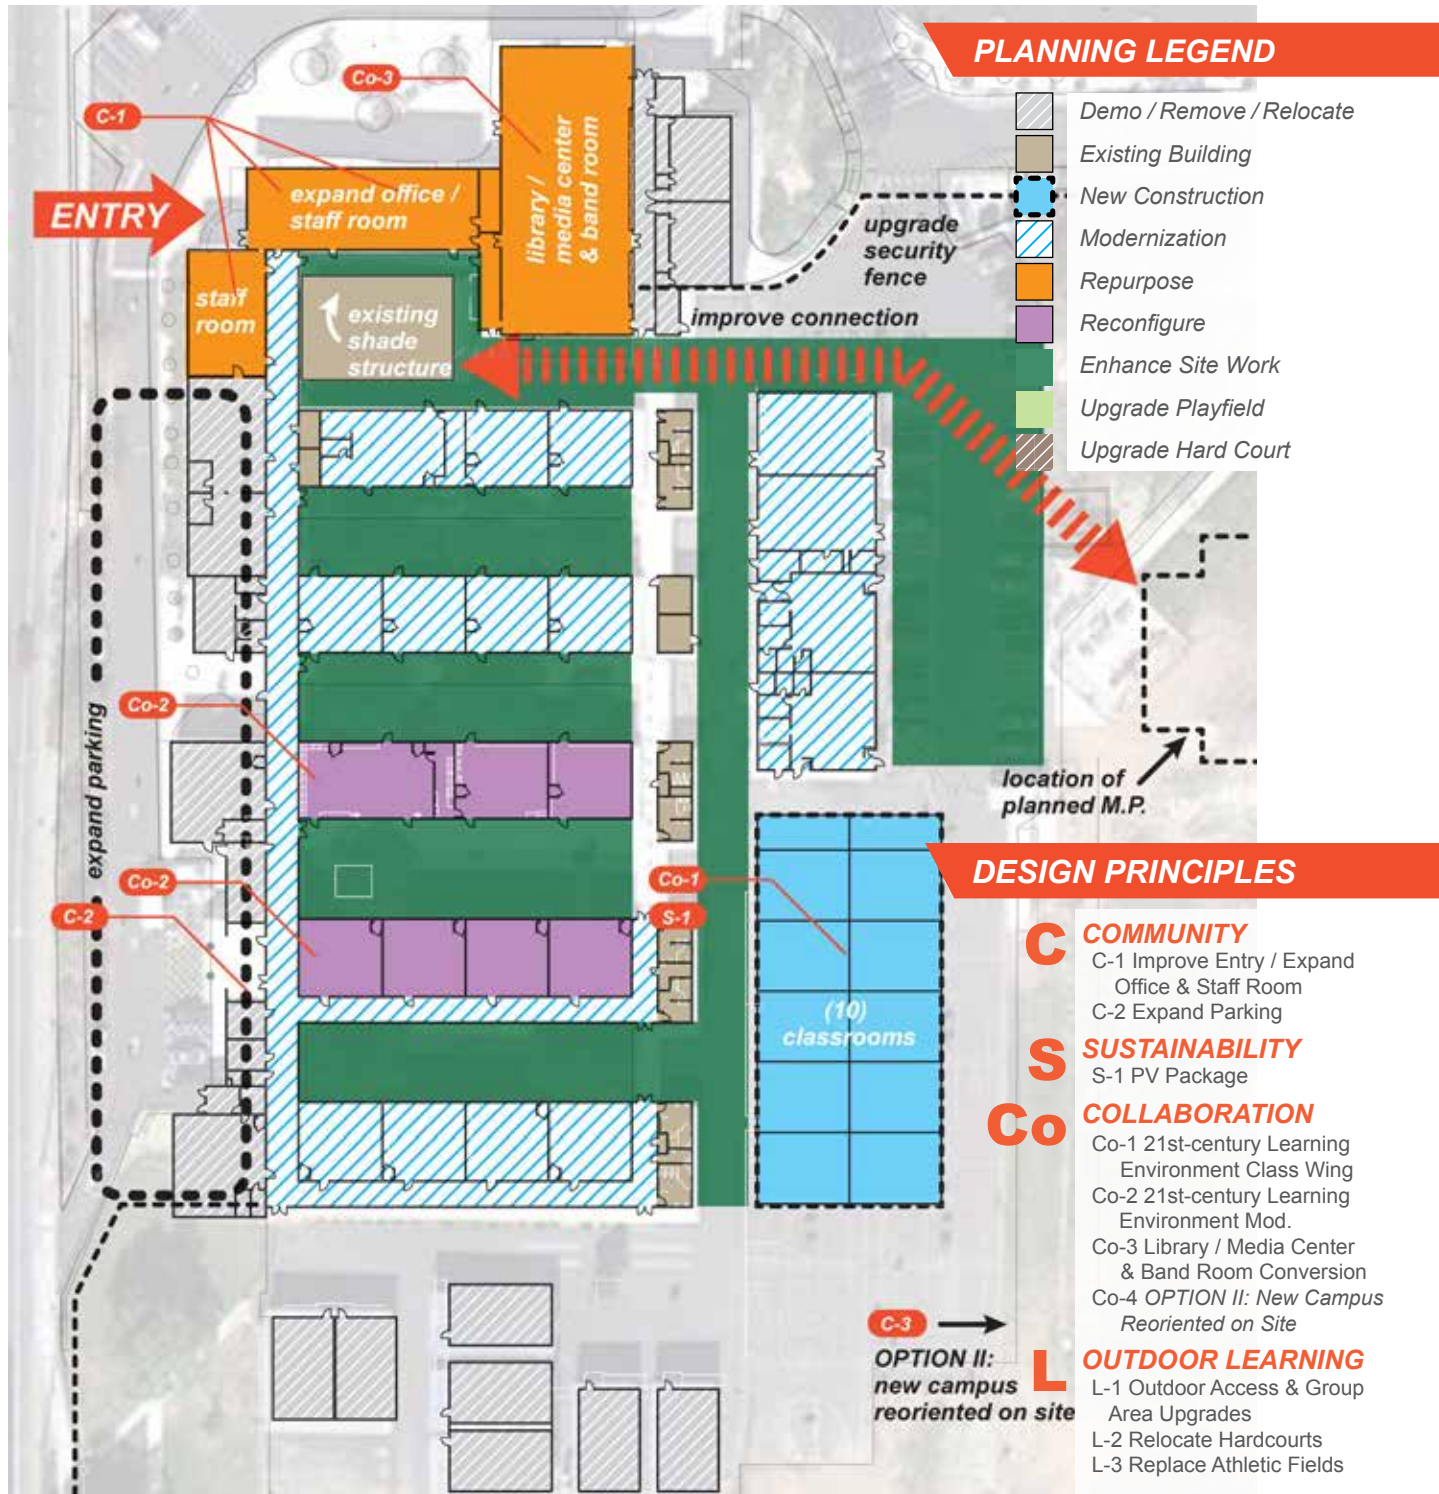 PLANNING LEGEND
Demo / Remove / Relocate
Existing Building
New Construction
Modernization
Repurpose
Reconfigure
Enhance Site Work
Upgrade Playfield
Upgrade Hard Court
Co-3
C-1
ENTRY
expand office /
staff room
library /
media center
& band room
staff
room
existing
shade
structure
upgrade
security
fence
improve connection
expand parking
Co-2
Co-2
C-2
Co-1
S-1
(10)
classrooms
location of
planned M.P.
C-3
OPTION II:
new campus
reoriented on site
DESIGN PRINCIPLES
C COMMUNITY
C-1 Improve Entry / Expand
Office & Staff Room
C-2 Expand Parking
S SUSTAINABILITY
S-1 PV Package
Co COLLABORATION
Co-1 21st-century Learning
Environment Class Wing
Co-2 21st-century Learning
Environment Mod.
Co-3 Library / Media Center
& Band Room Conversion
Co-4 OPTION II: New Campus
Reoriented on Site
L OUTDOOR LEARNING
L-1 Outdoor Access & Group
Area Upgrades
L-2 Relocate Hardcourts
L-3 Replace Athletic Fields